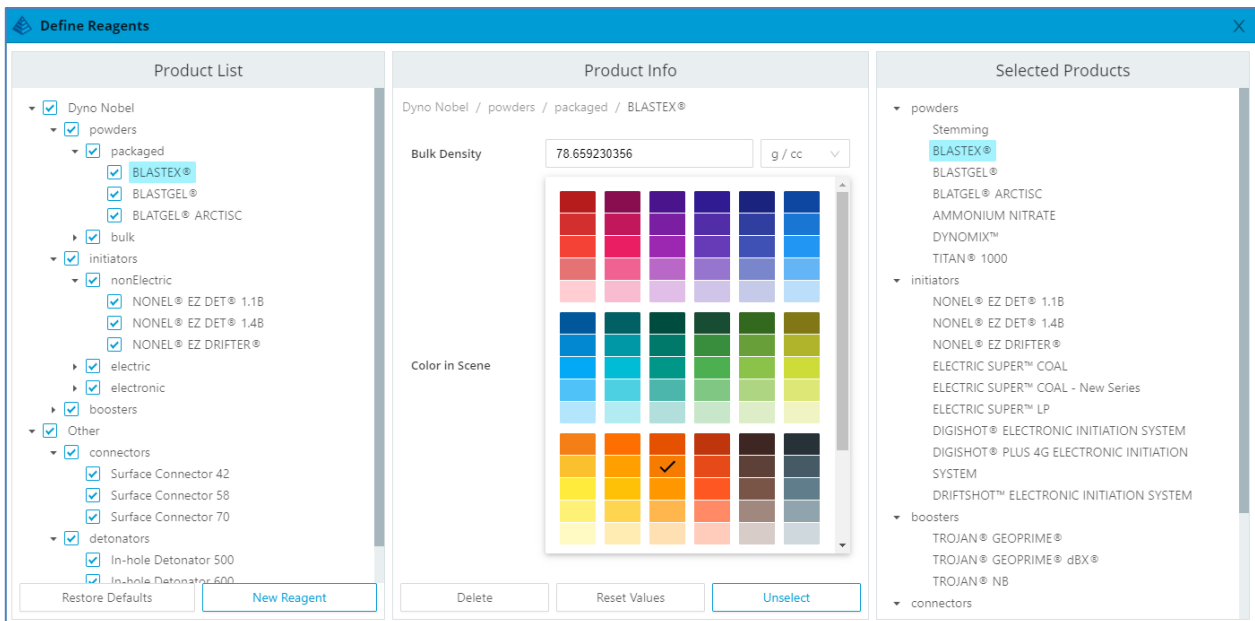 Define Reagents
X
Product List
Dyno Nobel
powders
packaged
BLASTEX®
BLASTGEL®
BLATGEL® ARCTISC
bulk
initiators
nonElectric
NONEL® EZ DET® 1.1B
NONEL® EZ DET® 1.4B
NONEL® EZ DRIFTER®
electric
electronic
boosters
Other
connectors
Surface Connector 42
Surface Connector 58
Surface Connector 70
detonators
In-hole Detonator 500
In-hole Detonator 600
Restore Defaults
New Reagent
Product Info
Dyno Nobel / powders / packaged / BLASTEX®
Bulk Density
78.659230356
g / cc
Color in Scene
Delete
Reset Values
Unselect
Selected Products
powders
Stemming
BLASTEX®
BLASTGEL®
BLATGEL® ARCTISC
AMMONIUM NITRATE
DYNOMIX™
TITAN® 1000
initiators
NONEL® EZ DET® 1.1B
NONEL® EZ DET® 1.4B
NONEL® EZ DRIFTER®
ELECTRIC SUPER™ COAL
ELECTRIC SUPER™ COAL - New Series
ELECTRIC SUPER™ LP
DIGISHOT® ELECTRONIC INITIATION SYSTEM
DIGISHOT® PLUS 4G ELECTRONIC INITIATION
SYSTEM
DRIFTSHOT™ ELECTRONIC INITIATION SYSTEM
boosters
TROJAN® GEOPRIME®
TROJAN® GEOPRIME® dBX®
TROJAN® NB
connectors